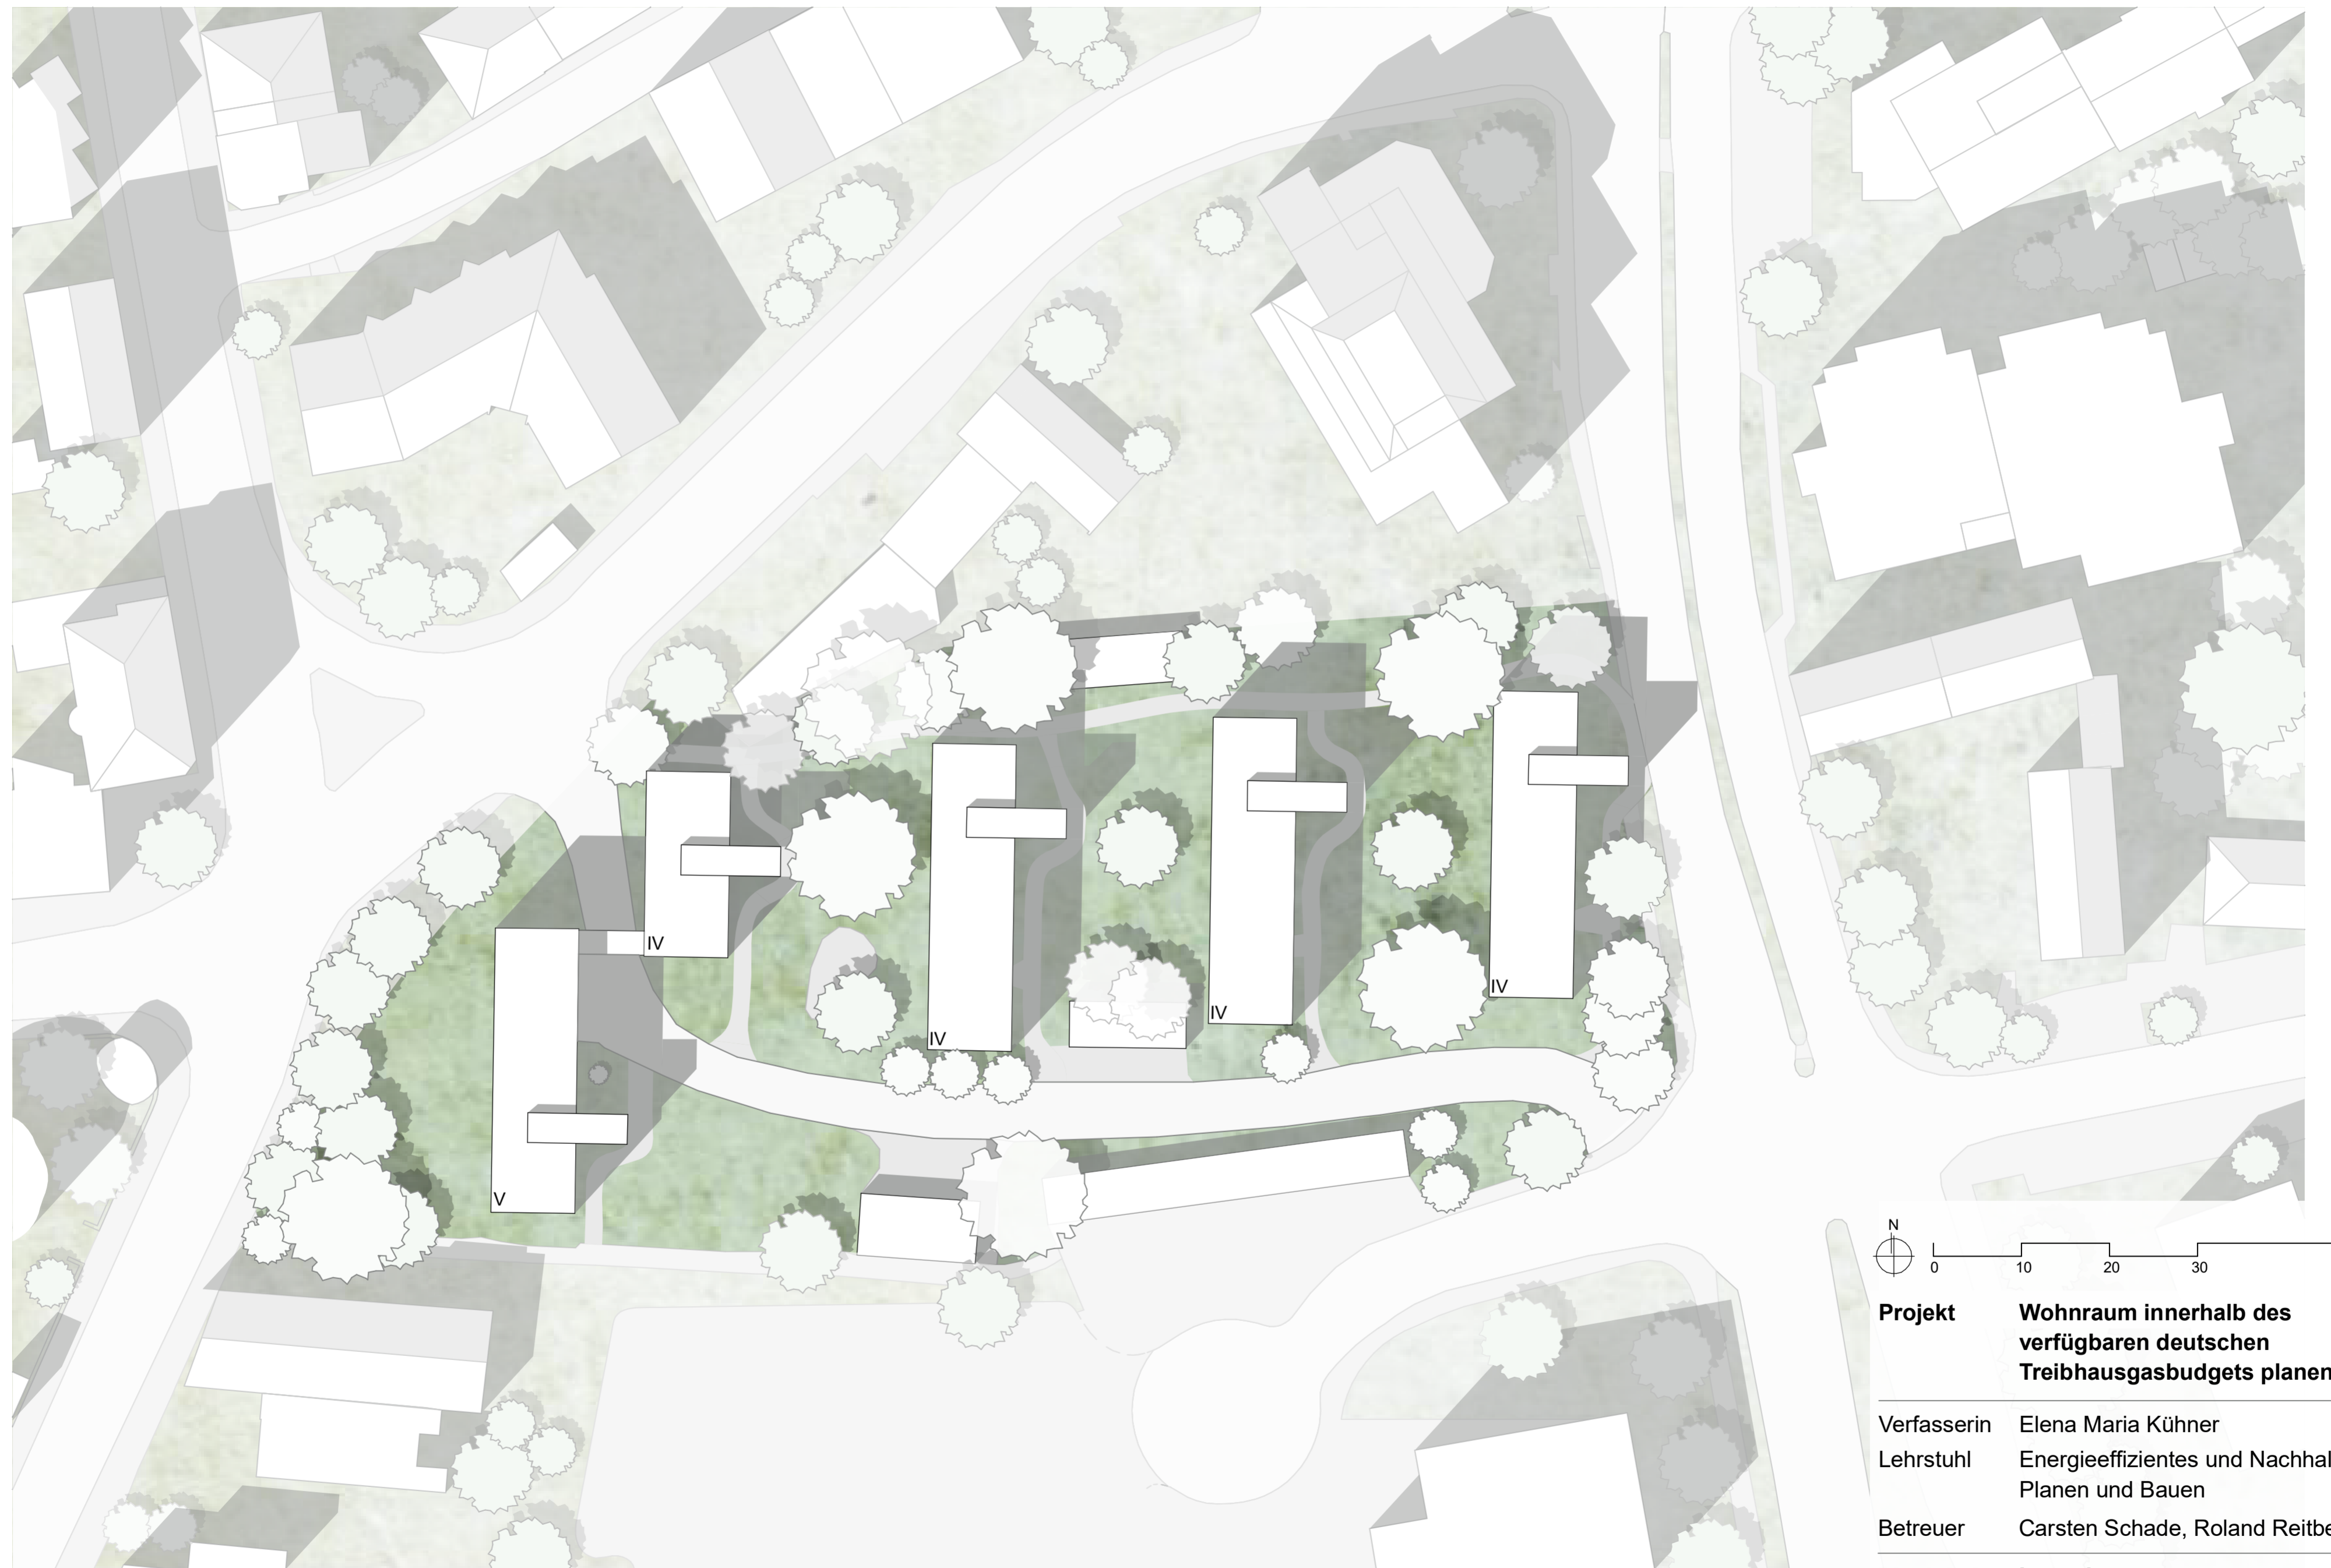 IV
IV
IV
IV
V
N
0 10 20 30
Projekt Wohnraum innerhalb des
verfügbaren deutschen
Treibhausgasbudgets planen
Verfasserin Elena Maria Kühner
Lehrstuhl Energieeffizientes und Nachhal
Planen und Bauen
Betreuer Carsten Schade, Roland Reitbe